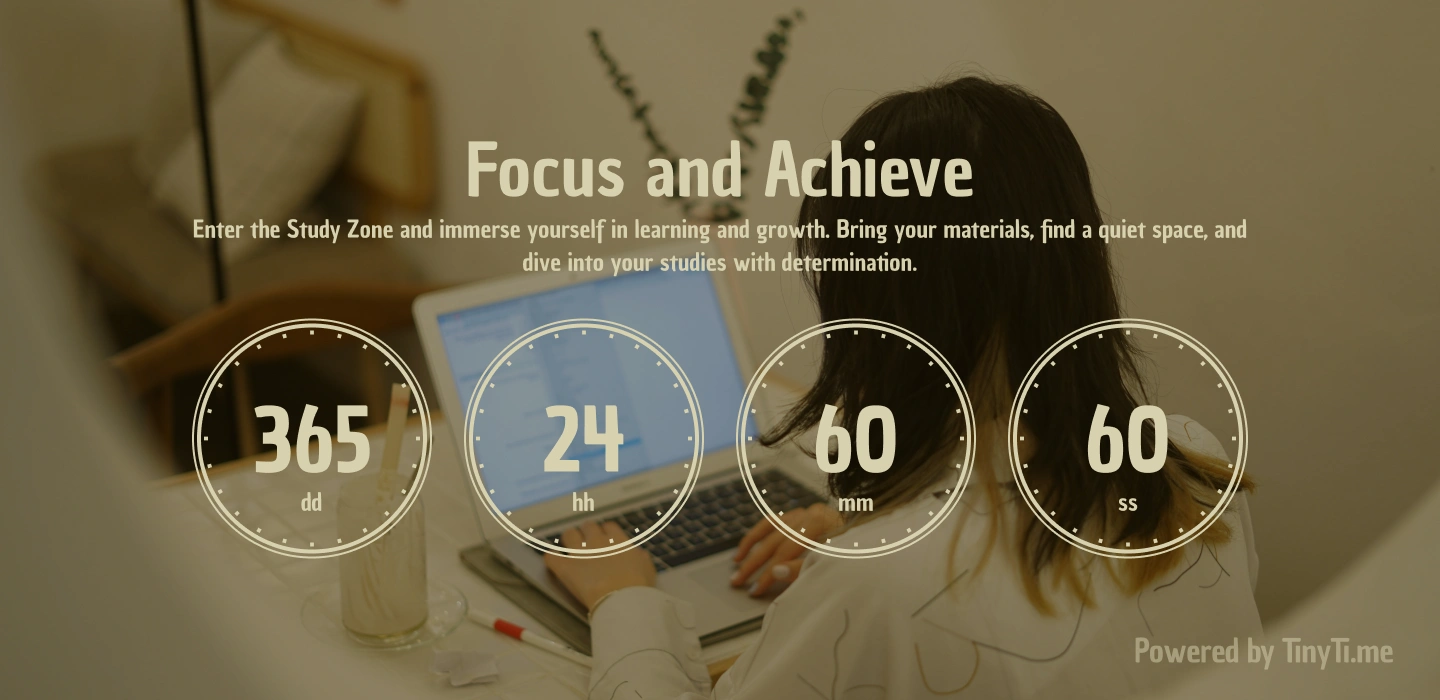 Focus and Achieve
Enter the Study Zone and immerse yourself in learning and growth. Bring your materials, find a quiet space, and
dive into your studies with determination.
365 24 60 60
dd hh mm ss
Powered by TinyTi.me